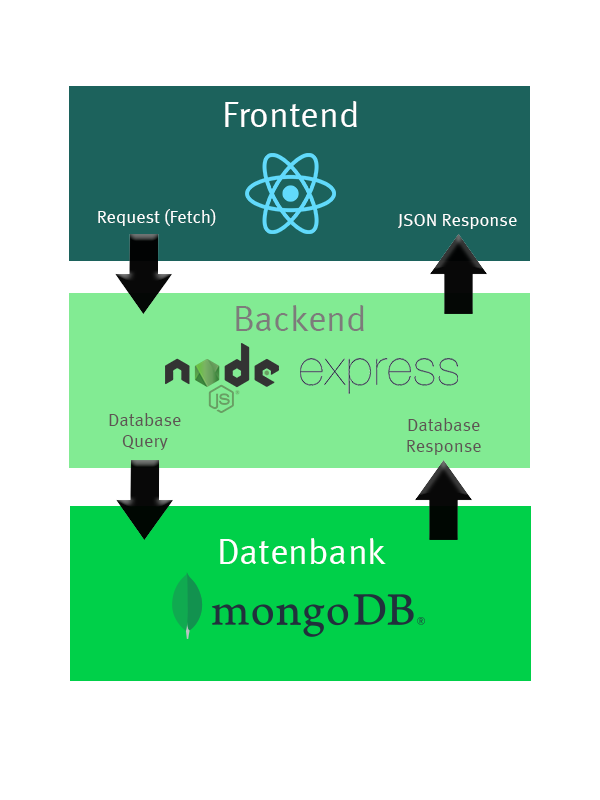 Frontend
Request (Fetch)
JSON Response
Backend
node
JS®
express
Database
Query
Database
Response
Datenbank
mongoDB®